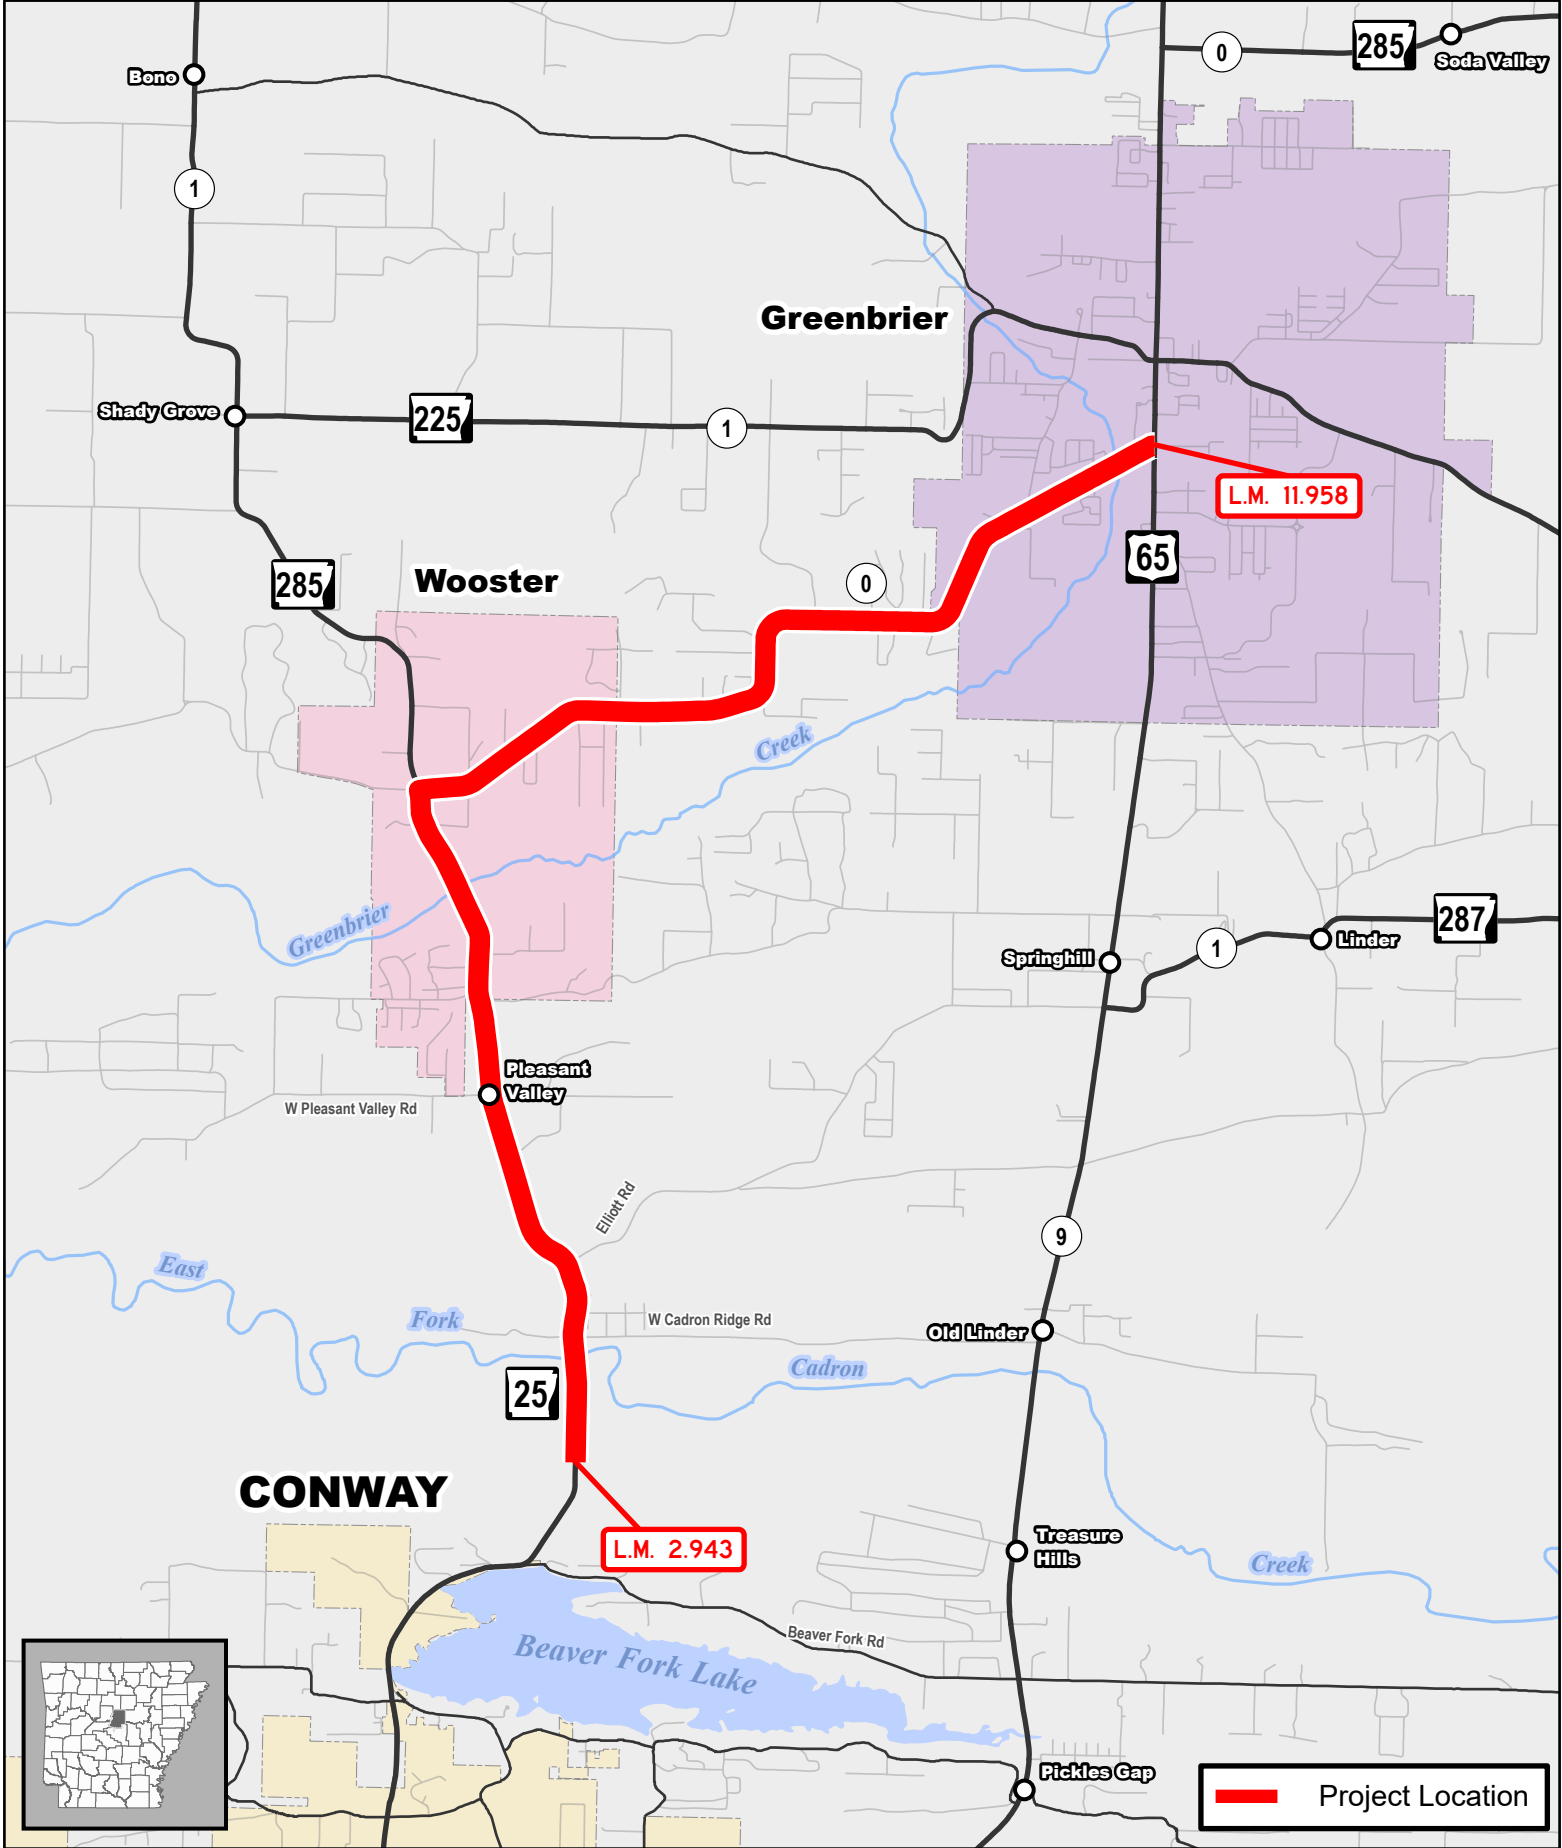 Bono
0
285
Soda Valley
1
Greenbrier
Shady Grove
225
1
L.M. 11.958
65
285
Wooster
0
Creek
Greenbrier
287
Springhill
1
Linder
Pleasant
Valley
W Pleasant Valley Rd
Elliott Rd
9
East
Fork
W Cadron Ridge Rd
Old Linder
Cadron
25
CONWAY
L.M. 2.943
Treasure
Hills
Creek
Beaver Fork Rd
Beaver Fork Lake
Pickles Gap
Project Location